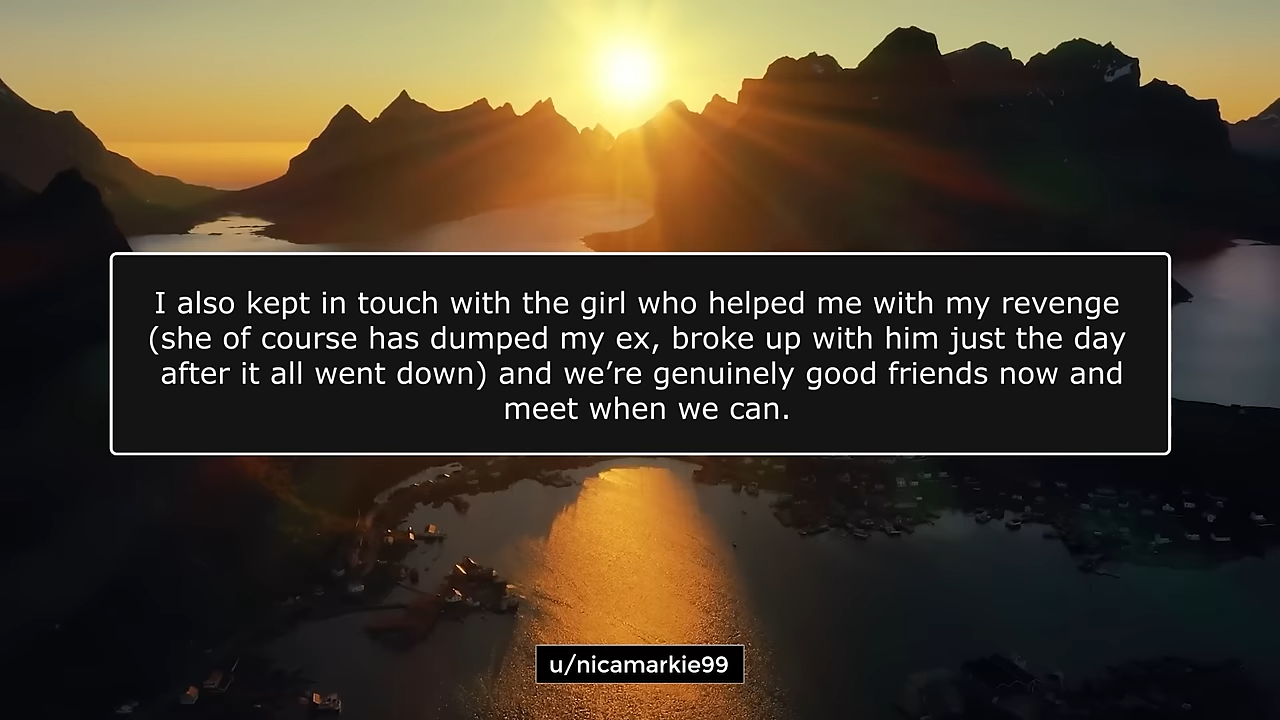 I also kept in touch with the girl who helped me with my revenge
(she of course has dumped my ex, broke up with him just the day
after it all went down) and we’re genuinely good friends now and
meet when we can.
u/nicamarkie99